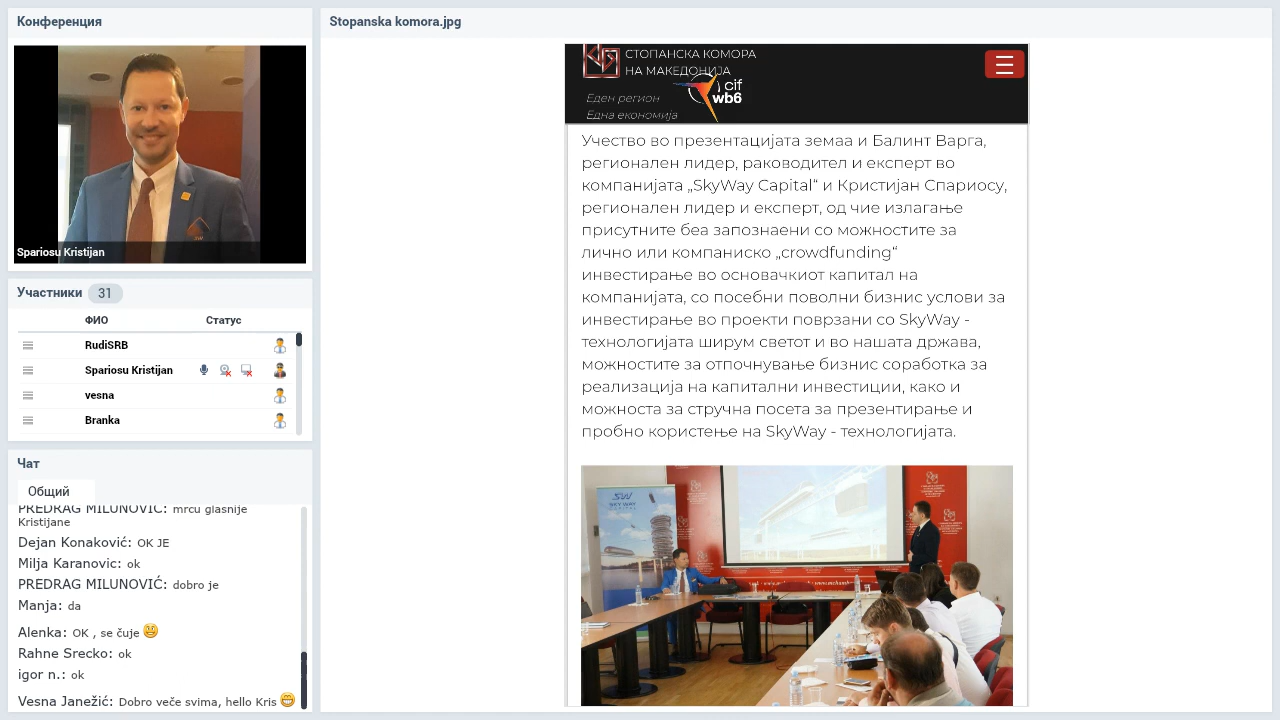 Конференция
Spariosu Kristijan
Участники 31
ФИО Статус
RudiSRB
Spariosu Kristijan
vesna
Branka
Чат
Общий
PREDRAG MILUNOVIĆ: mrcu glasnije
Kristijane
Dejan Konaković: OK JE
Milja Karanovic: ok
PREDRAG MILUNOVIĆ: dobro je
Manja: da
Alenka: OK , se čuje
Rahne Srecko: ok
igor n.: ok
Vesna Janežić: Dobro veče svima, hello Kris
Stopanska komora.jpg
СТОПАНСКА КОМОРА
НА МАКЕДОНИЈА
cif
wb6
Еден регион
Една економија
Учество во презентацијата земаа и Балинт Варга,
регионален лидер, раководител и експерт во
компанијата „SkyWay Capital“ и Кристијан Спариосу,
регионален лидер и експерт, од чие излагање
присутните беа запознаени со можностите за
лично или компаниско „crowdfunding“
инвестирање во основачкиот капитал на
компанијата, со посебни поволни бизнис услови за
инвестирање во проекти поврзани со SkyWay -
технологијата ширум светот и во нашата држава,
можностите за отпочнување бизнис соработка за
реализација на капитални инвестиции, како и
можноста за стручна посета за презентирање и
пробно користење на SkyWay - технологијата.
SW
SKY WAY
CAPITAL